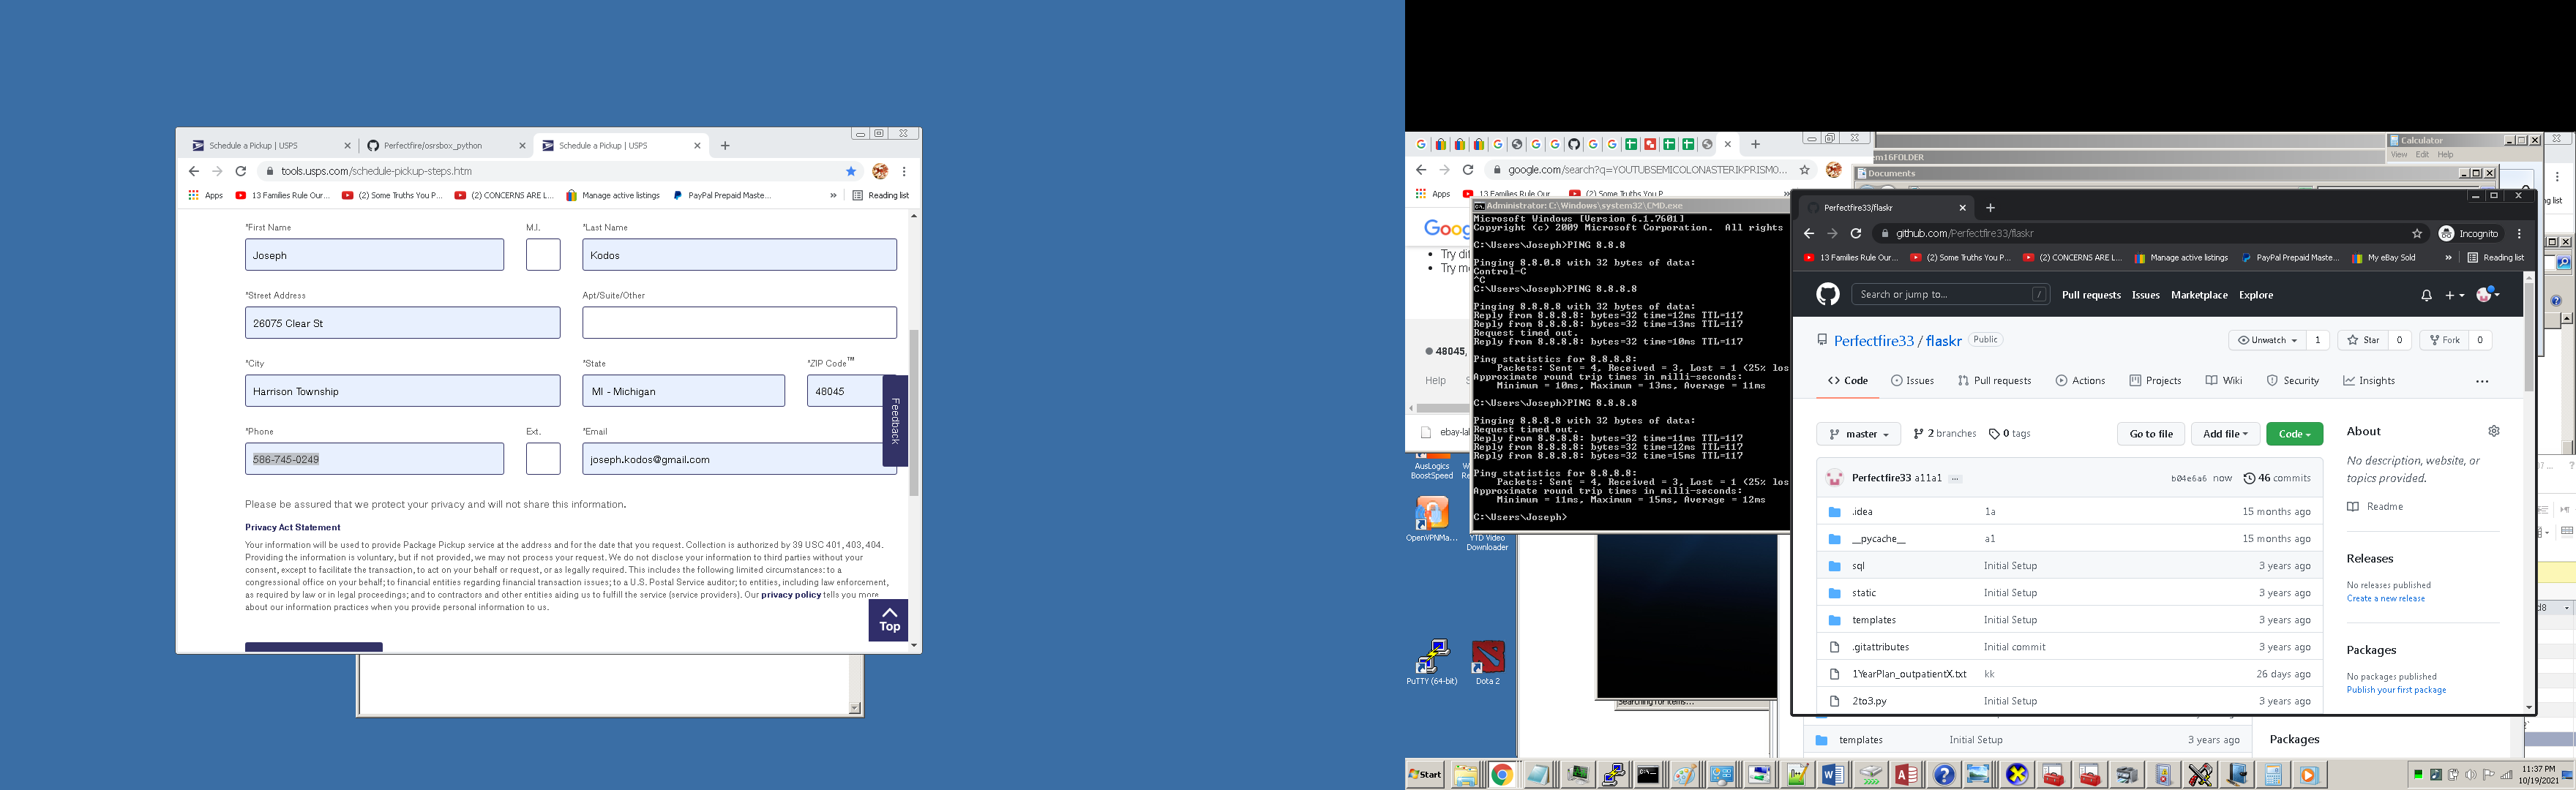 Schedule a Pickup | USPS
Perfectfire/osrsbox_python
Schedule a Pickup | USPS
tools.usps.com/schedule-pickup-steps.htm
Apps
13 Families Rule Our...
(2) Some Truths You P...
(2) CONCERNS ARE L...
Manage active listings
PayPal Prepaid Maste...
»
Reading list
*First Name
M.I.
*Last Name
Joseph
Kodos
*Street Address
Apt/Suite/Other
26075 Clear St
*City
*State
*ZIP Code™
Harrison Township
MI - Michigan
48045
*Phone
Ext.
*Email
586-745-0249
joseph.kodos@gmail.com
Feedback
Please be assured that we protect your privacy and will not share this information.
Privacy Act Statement
Your information will be used to provide Package Pickup service at the address and for the date that you request. Collection is authorized by 39 USC 401, 403, 404.
Providing the information is voluntary, but if not provided, we may not process your request. We do not disclose your information to third parties without your
consent, except to facilitate the transaction, to act on your behalf or request, or as legally required. This includes the following limited circumstances: to a
congressional office on your behalf; to financial entities regarding financial transaction issues; to a U.S. Postal Service auditor; to entities, including law enforcement,
as required by law or in legal proceedings; and to contractors and other entities aiding us to fulfill the service (service providers). Our privacy policy tells you more
about our information practices when you provide personal information to us.
Top
google.com/search?q=YOUTUBSEMICOLONASTERIKPRISM0...
Apps
13 Families Rule Our...
(2) Some Truths You P...
Goog
• Try dif
• Try mo
48045,
Help
ebay-lal
Administrator: C:\Windows\system32\CMD.exe
Microsoft Windows [Version 6.1.7601]
Copyright (c) 2009 Microsoft Corporation.  All rights
C:\Users\Joseph>PING 8.8.8
Pinging 8.8.0.8 with 32 bytes of data:
Control-C
^C
C:\Users\Joseph>PING 8.8.8.8
Pinging 8.8.8.8 with 32 bytes of data:
Reply from 8.8.8.8: bytes=32 time=12ms TTL=117
Reply from 8.8.8.8: bytes=32 time=13ms TTL=117
Request timed out.
Reply from 8.8.8.8: bytes=32 time=10ms TTL=117
Ping statistics for 8.8.8.8:
Packets: Sent = 4, Received = 3, Lost = 1 (25% los
Approximate round trip times in milli-seconds:
Minimum = 10ms, Maximum = 13ms, Average = 11ms
C:\Users\Joseph>PING 8.8.8.8
Pinging 8.8.8.8 with 32 bytes of data:
Request timed out.
Reply from 8.8.8.8: bytes=32 time=11ms TTL=117
Reply from 8.8.8.8: bytes=32 time=12ms TTL=117
Reply from 8.8.8.8: bytes=32 time=15ms TTL=117
Ping statistics for 8.8.8.8:
Packets: Sent = 4, Received = 3, Lost = 1 (25% los
Approximate round trip times in milli-seconds:
Minimum = 11ms, Maximum = 15ms, Average = 12ms
C:\Users\Joseph>
AusLogics
BoostSpeed
OpenVPNMa...
YTD Video
Downloader
PuTTY (64-bit)
Dota 2
Searching for items...
em16FOLDER
Documents
Calculator
View Edit Help
Perfectfire33/flaskr
github.com/Perfectfire33/flaskr
Incognito
13 Families Rule Our...
(2) Some Truths You P...
(2) CONCERNS ARE L...
Manage active listings
PayPal Prepaid Maste...
My eBay Sold
»
Reading list
Search or jump to...
/
Pull requests
Issues
Marketplace
Explore
Perfectfire33 / flaskr
Public
Unwatch
1
Star
0
Fork
0
Code
Issues
Pull requests
Actions
Projects
Wiki
Security
Insights
...
master
2 branches
0 tags
Go to file
Add file
Code
Perfectfire33 a11a1 ...
b04e6a6 now
46 commits
.idea 1a 15 months ago
__pycache__ a1 15 months ago
sql Initial Setup 3 years ago
static Initial Setup 3 years ago
templates Initial Setup 3 years ago
.gitattributes Initial commit 3 years ago
1YearPlan_outpatientX.txt kk 26 days ago
2to3.py Initial Setup 3 years ago
About
No description, website, or
topics provided.
Readme
Releases
No releases published
Create a new release
Packages
No packages published
Publish your first package
templates Initial Setup 3 years ago
Packages
Start
11:37 PM
10/19/2021